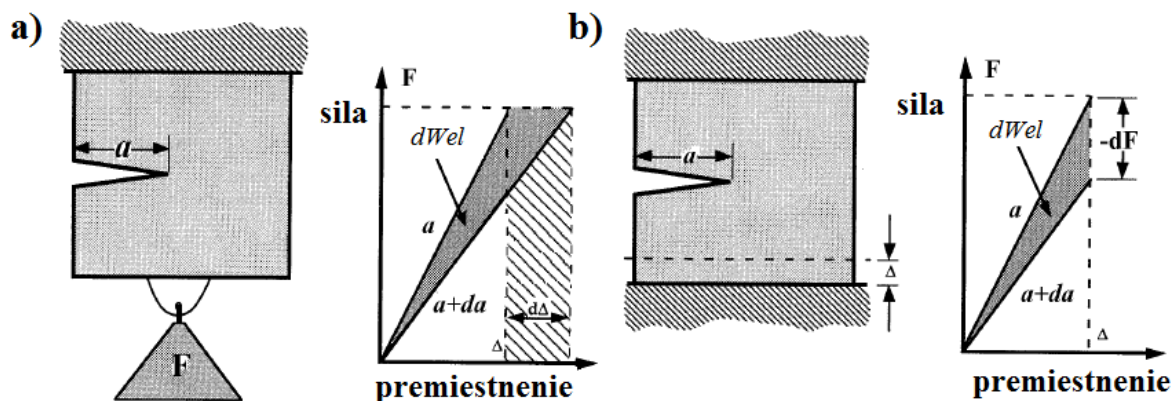 a)
a
F
F
sila
dWel
a
a+da
dΔ
Δ
premiestnenie
b)
a
Δ
F
sila
dWel
-dF
a
a+da
Δ
premiestnenie